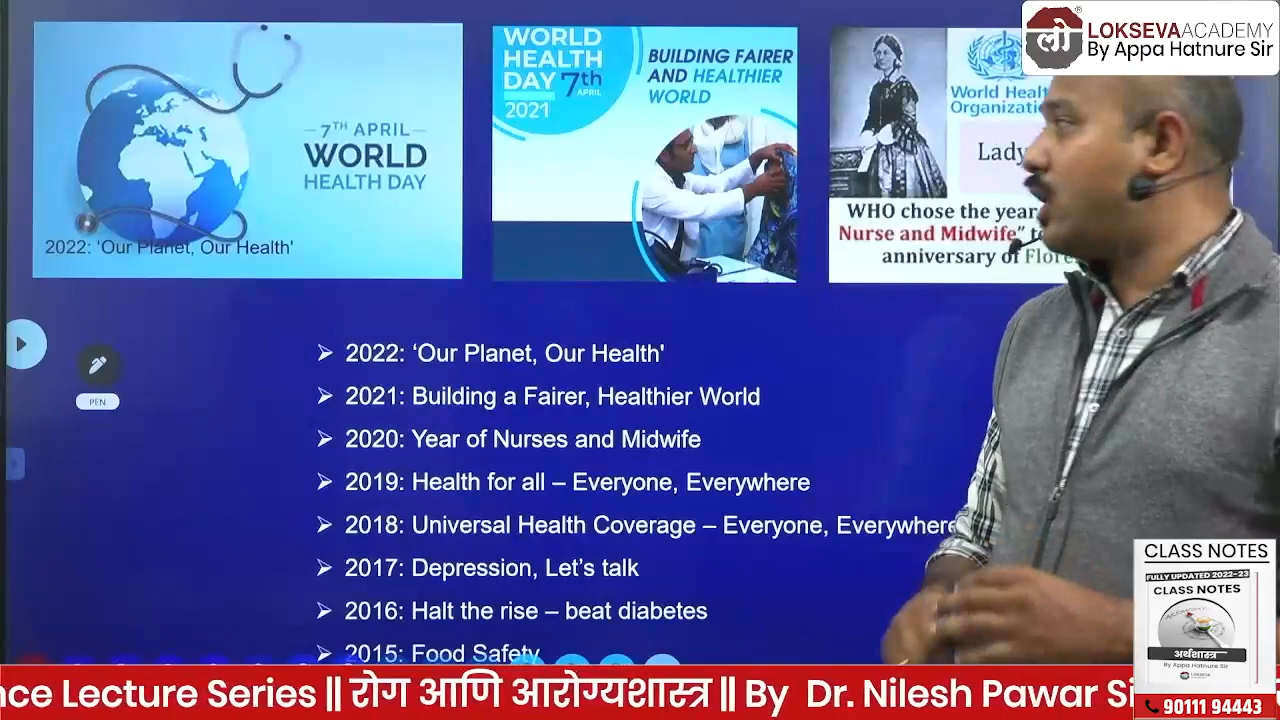 7TH APRIL
WORLD
HEALTH DAY
2022: ‘Our Planet, Our Health'
WORLD
HEALTH
DAY 7th
APRIL
2021
BUILDING FAIRER
AND HEALTHIER
WORLD
World Healt
Organizati
Lady
WHO chose the year
Nurse and Midwife” t
anniversary of Flore
लो
®
LOKSEVAACADEMY
By Appa Hatnure Sir
PEN
➢ 2022: ‘Our Planet, Our Health'
➢ 2021: Building a Fairer, Healthier World
➢ 2020: Year of Nurses and Midwife
➢ 2019: Health for all – Everyone, Everywhere
➢ 2018: Universal Health Coverage – Everyone, Everywhere
➢ 2017: Depression, Let’s talk
➢ 2016: Halt the rise – beat diabetes
➢ 2015: Food Safety
CLASS NOTES
FULLY UPDATED 2022-23
CLASS NOTES
अर्थशास्त्र
By Appa Hatnure Sir
nce Lecture Series || रोग आणि आरोग्यशास्त्र || By Dr. Nilesh Pawar Si
90111 94443